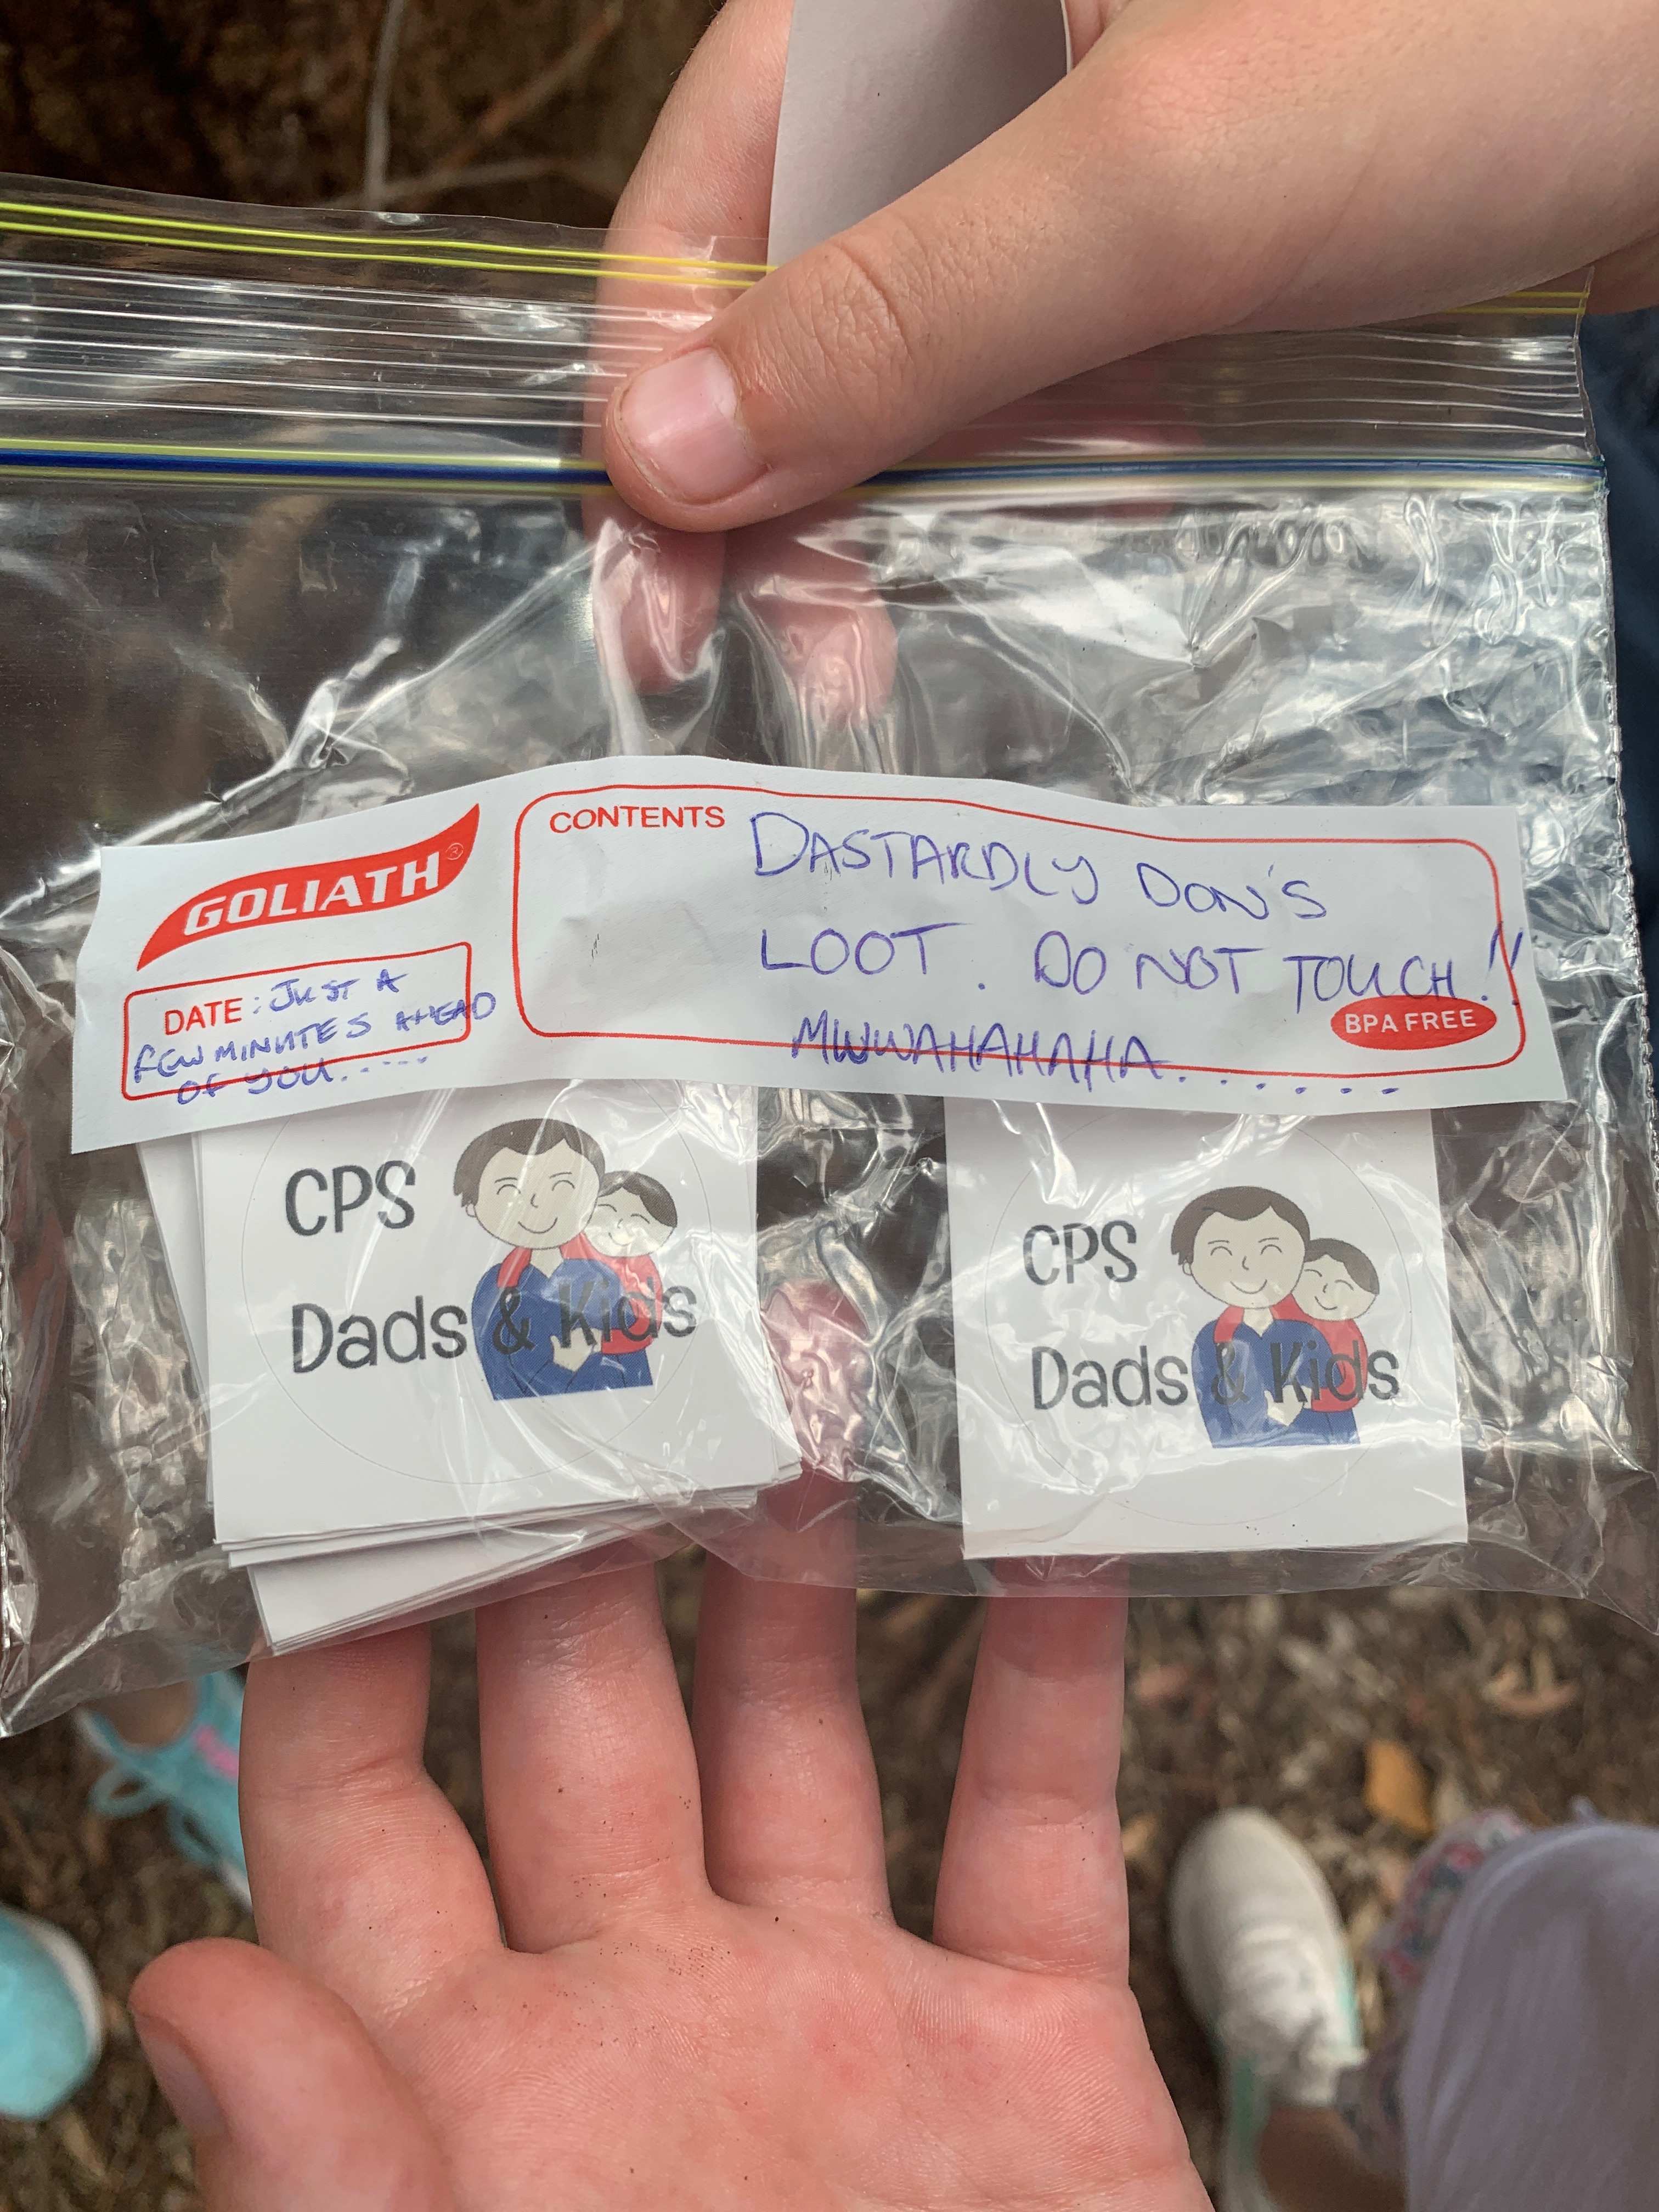 GOLIATH®
DATE: JUST A
FEW MINUTES AHEAD
OF YOU......
CONTENTS
DASTARDLY DON'S
LOOT. DO NOT TOUCH!!
BPA FREE
MWWAHAHAHA.......
CPS
Dads & Kids
CPS
Dads & Kids